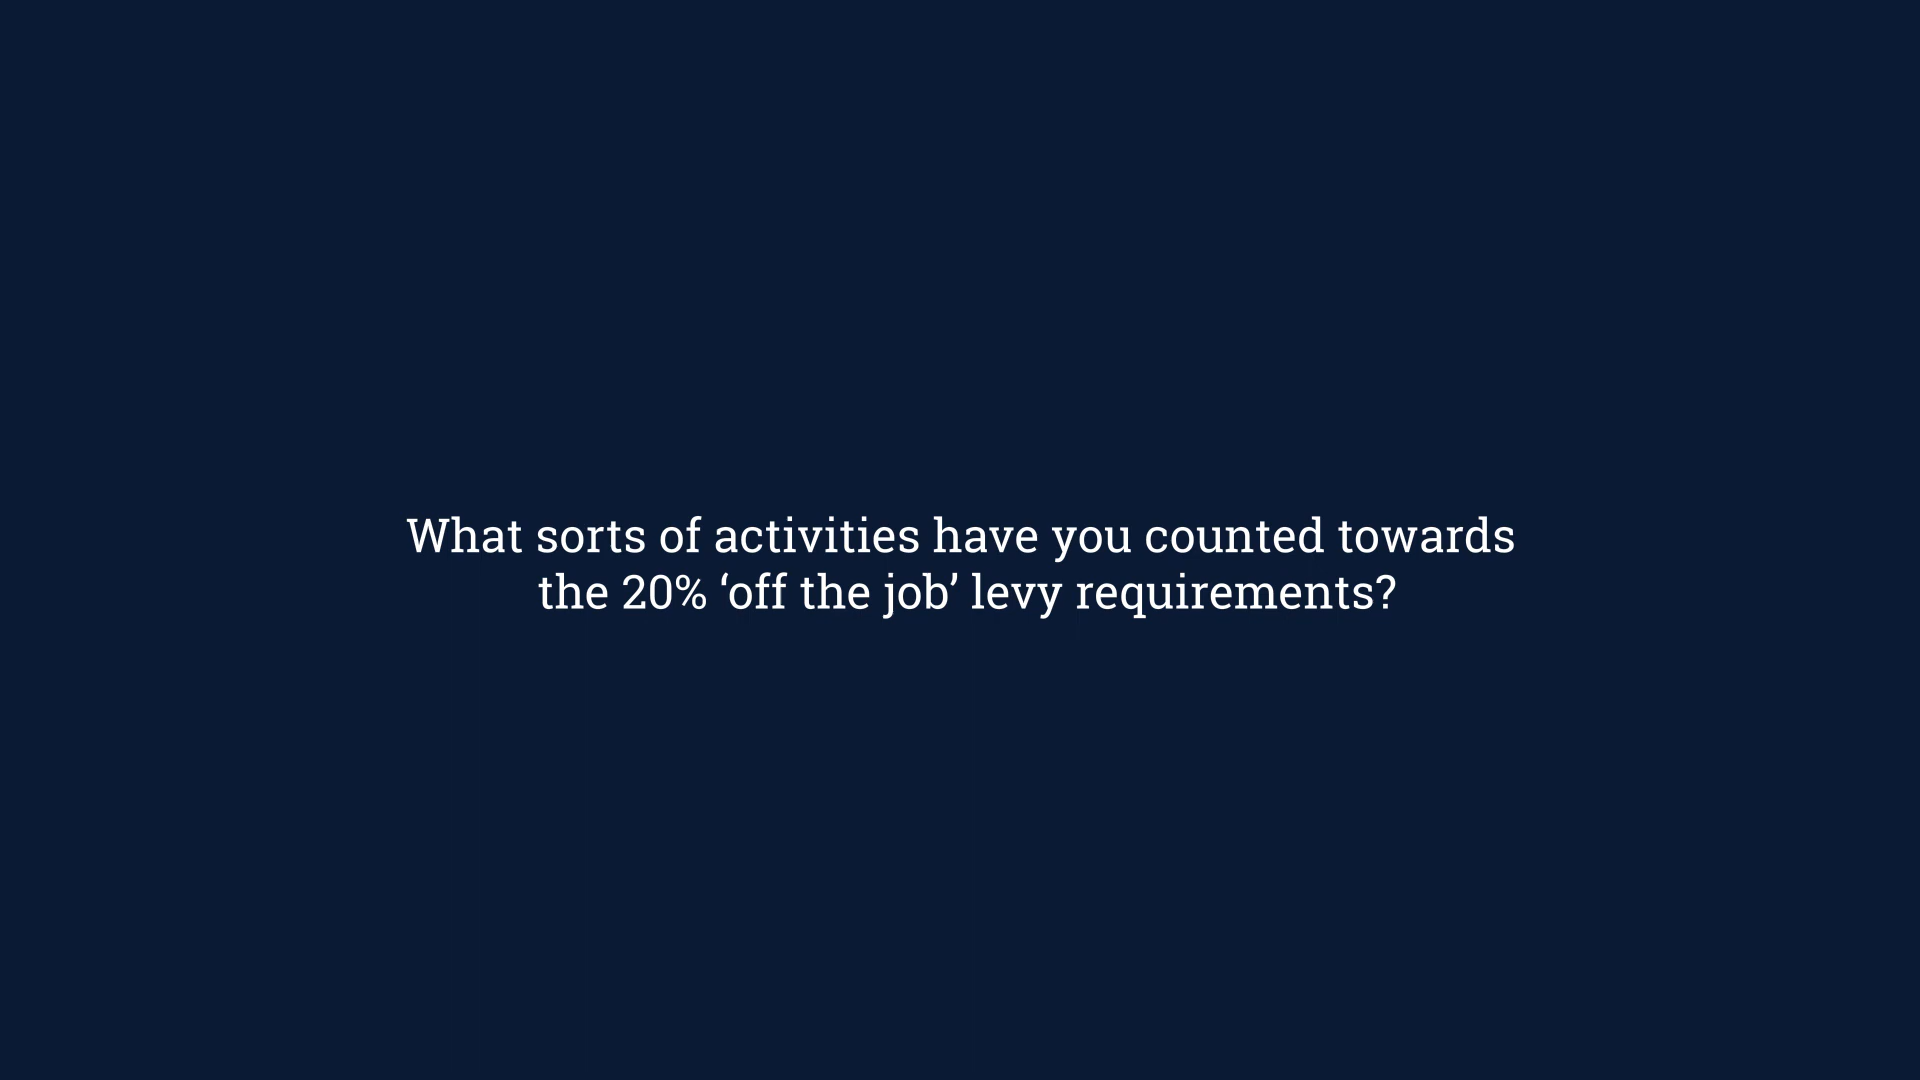 What sorts of activities have you counted towards
the 20% ‘off the job’ levy requirements?